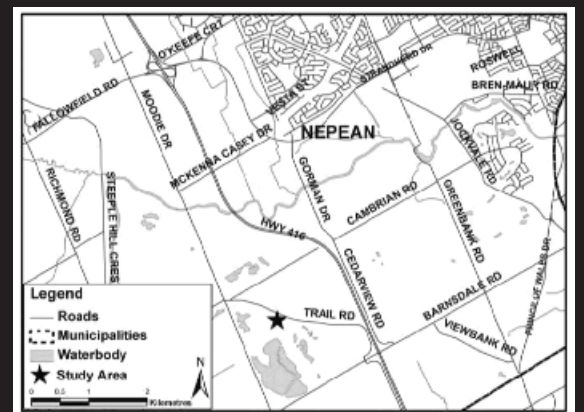 O'KEEFE CRT
FALLOWFIELD RD
MOODIE DR
VESTA ST
STRANDHERD DR
ROSWELL
BREN-MAUR RD
NEPEAN
JOCKVALE RD
MCKENNA CASEY DR
RICHMOND RD
STEEPLE HILL CRES
GORMAN DR
CAMBRIAN RD
GREENBANK RD
HWY 416
CEDARVIEW RD
PRINCE OF WALES DR
BARNSDALE RD
TRAIL RD
VIEWBANK RD
Legend
Roads
Municipalities
Waterbody
Study Area
N
0 0.5 1 2
Kilometres